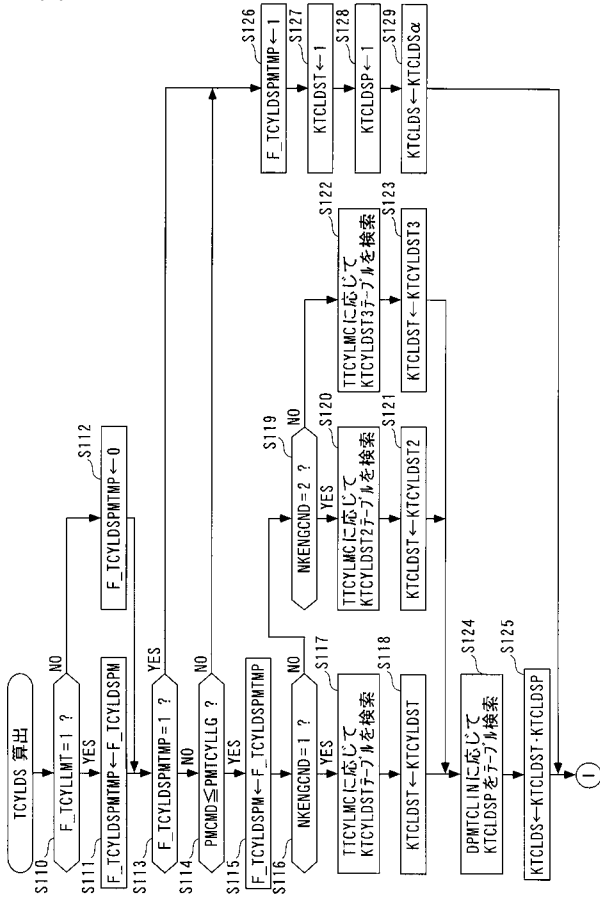 TCYLDS 算出
S110
F_TCYLLMT=1 ?
NO
YES
S111
F_TCYLDSPMTMP←F_TCYLDSPM
S112
F_TCYLDSPMTMP←0
S113
F_TCYLDSPMTMP=1 ?
YES
NO
S114
PMCMD≦PMTCYLLG ?
NO
YES
S115
F_TCYLDSPM←F_TCYLDSPMTMP
S116
NKENGCND=1 ?
NO
YES
S117
TTCYLMCに応じて
KTCYLDSTテーブルを検索
S118
KTCLDST←KTCYLDST
S119
NKENGCND=2 ?
NO
YES
S120
TTCYLMCに応じて
KTCYLDST2テーブルを検索
S121
KTCLDST←KTCYLDST2
S122
TTCYLMCに応じて
KTCYLDST3テーブルを検索
S123
KTCLDST←KTCYLDST3
S124
DPMTCLINに応じて
KTCLDSPをテーブル検索
S125
KTCLDS←KTCLDST·KTCLDSP
S126
F_TCYLDSPMTMP←1
S127
KTCLDST←1
S128
KTCLDSP←1
S129
KTCLDS←KTCLDSα
1